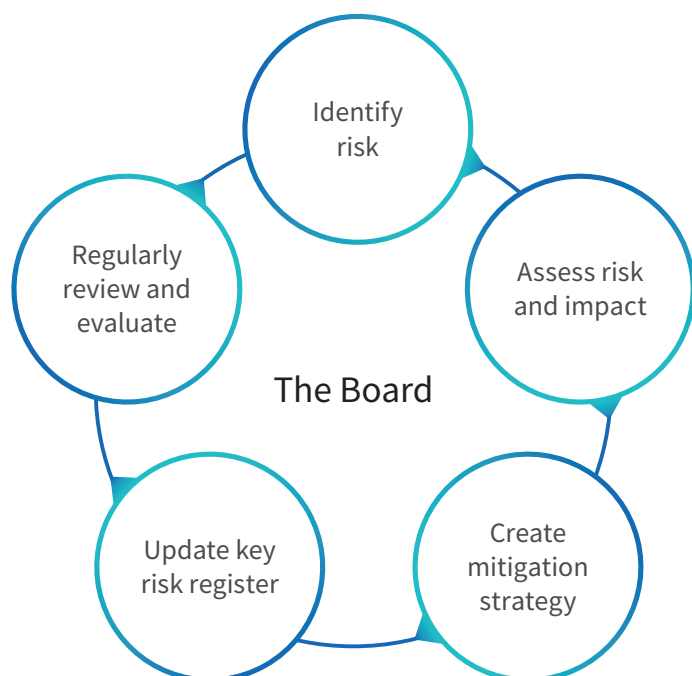 Identify
risk
Assess risk
and impact
Create
mitigation
strategy
Update key
risk register
Regularly
review and
evaluate
The Board